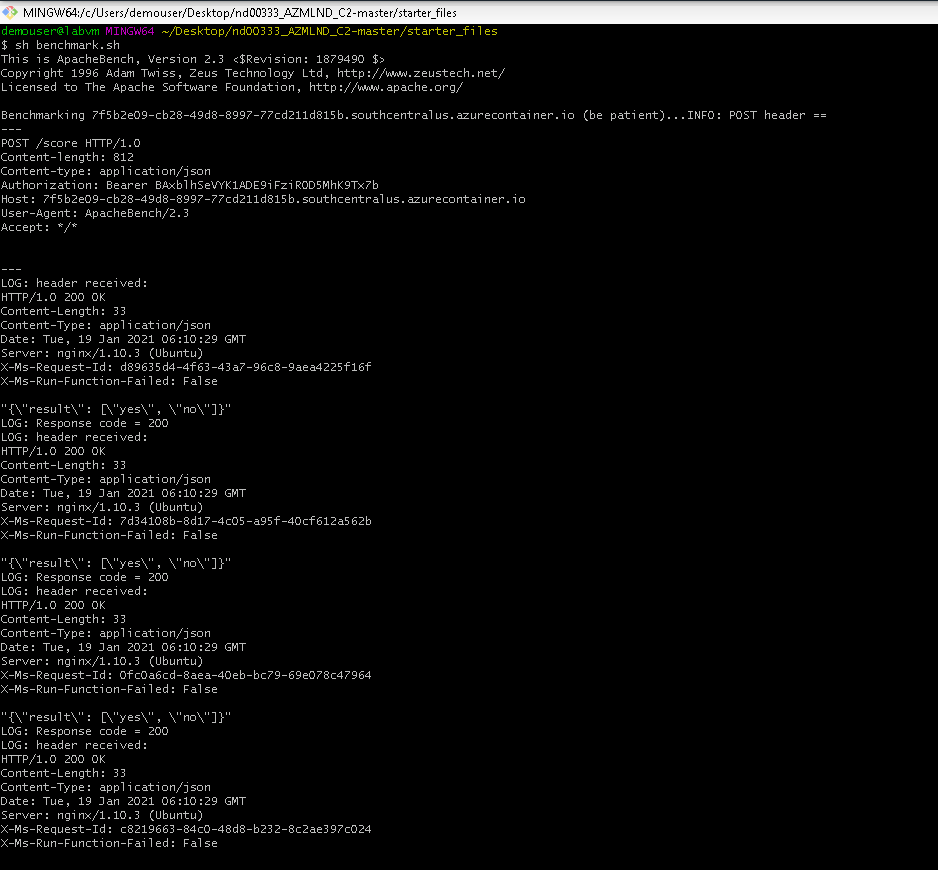 MINGW64:/c/Users/demouser/Desktop/nd00333_AZMLND_C2-master/starter_files
demouser@labvm MINGW64 ~/Desktop/nd00333_AZMLND_C2-master/starter_files
$ sh benchmark.sh
This is ApacheBench, Version 2.3 <$Revision: 1879490 $>
Copyright 1996 Adam Twiss, Zeus Technology Ltd, http://www.zeustech.net/
Licensed to The Apache Software Foundation, http://www.apache.org/

Benchmarking 7f5b2e09-cb28-49d8-8997-77cd211d815b.southcentralus.azurecontainer.io (be patient)...INFO: POST header ==
---
POST /score HTTP/1.0
Content-length: 812
Content-type: application/json
Authorization: Bearer BAxblhSeVYK1ADE9iFziROD5MhK9Tx7b
Host: 7f5b2e09-cb28-49d8-8997-77cd211d815b.southcentralus.azurecontainer.io
User-Agent: ApacheBench/2.3
Accept: */*


---
LOG: header received:
HTTP/1.0 200 OK
Content-Length: 33
Content-Type: application/json
Date: Tue, 19 Jan 2021 06:10:29 GMT
Server: nginx/1.10.3 (Ubuntu)
X-Ms-Request-Id: d89635d4-4f63-43a7-96c8-9aea4225f16f
X-Ms-Run-Function-Failed: False

"{\"result\": [\"yes\", \"no\"]}"
LOG: Response code = 200
LOG: header received:
HTTP/1.0 200 OK
Content-Length: 33
Content-Type: application/json
Date: Tue, 19 Jan 2021 06:10:29 GMT
Server: nginx/1.10.3 (Ubuntu)
X-Ms-Request-Id: 7d34108b-8d17-4c05-a95f-40cf612a562b
X-Ms-Run-Function-Failed: False

"{\"result\": [\"yes\", \"no\"]}"
LOG: Response code = 200
LOG: header received:
HTTP/1.0 200 OK
Content-Length: 33
Content-Type: application/json
Date: Tue, 19 Jan 2021 06:10:29 GMT
Server: nginx/1.10.3 (Ubuntu)
X-Ms-Request-Id: 0fc0a6cd-8aea-40eb-bc79-69e078c47964
X-Ms-Run-Function-Failed: False

"{\"result\": [\"yes\", \"no\"]}"
LOG: Response code = 200
LOG: header received:
HTTP/1.0 200 OK
Content-Length: 33
Content-Type: application/json
Date: Tue, 19 Jan 2021 06:10:29 GMT
Server: nginx/1.10.3 (Ubuntu)
X-Ms-Request-Id: c8219663-84c0-48d8-b232-8c2ae397c024
X-Ms-Run-Function-Failed: False